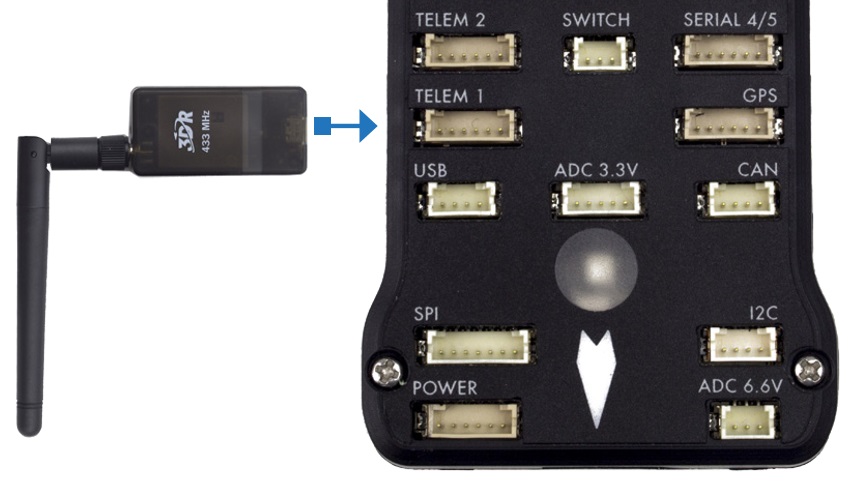 TELEM 2
SWITCH
SERIAL 4/5
TELEM 1
GPS
3DR
433 MHz
USB
ADC 3.3V
CAN
SPI
I2C
POWER
ADC 6.6V